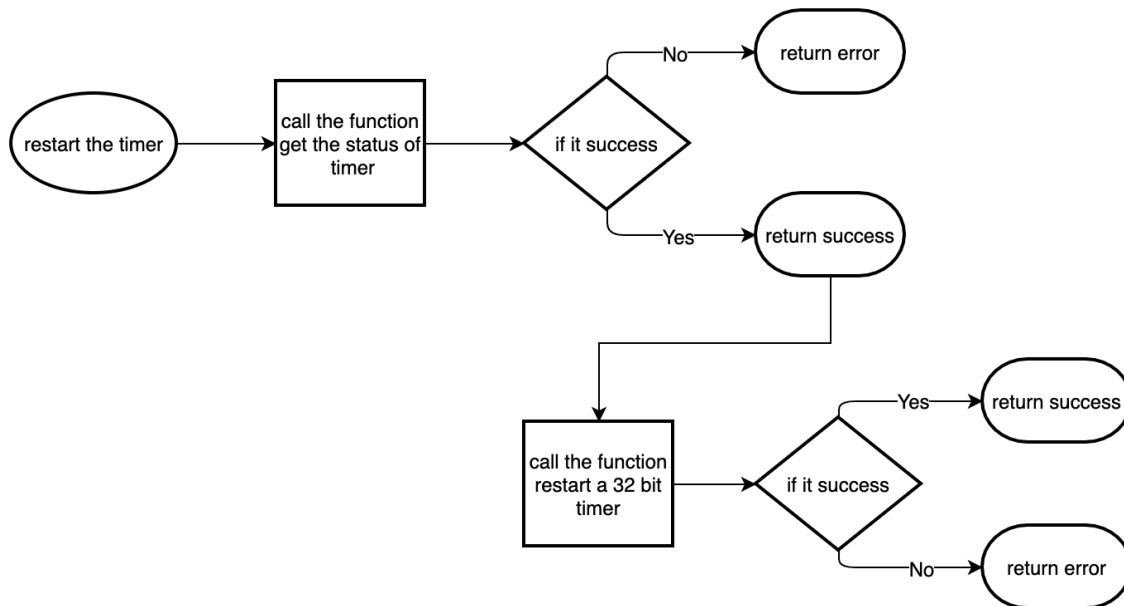 restart the timer
call the function
get the status of
timer
if it success
No
return error
Yes
return success
call the function
restart a 32 bit
timer
if it success
Yes
return success
No
return error